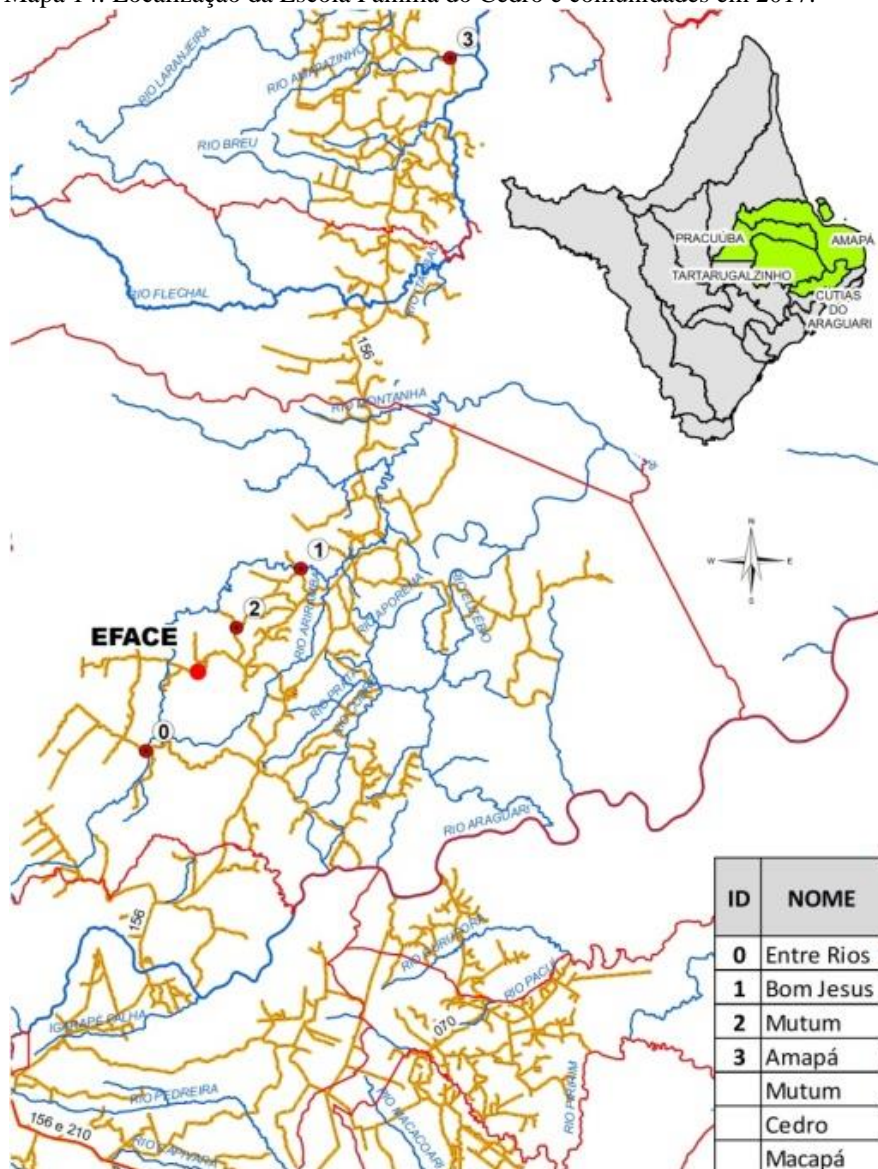 Mapa 14. Localização da Escola Família do Cedro e comunidades em 2017.
3
RIO LARANJEIRA
RIO AMAPAZINHO
RIO BREU
PRACUÚBA
AMAPÁ
TARTARUGALZINHO
CUTIAS
DO
ARAGUARI
RIO FLECHAL
156
RIO MONTANHA
N
W
E
S
1
2
EFACE
RIO ARIRAMBA
RIO APOREMA
RIO PRATA
0
RIO ARAGUARI
156
IGARAPÉ PALHA
RIO PACUÍ
070
RIO PEDREIRA
RIO MACACOARI
156 e 210
RIO CAPIVARA
ID NOME
0 Entre Rios
1 Bom Jesus
2 Mutum
3 Amapá
Mutum
Cedro
Macapá